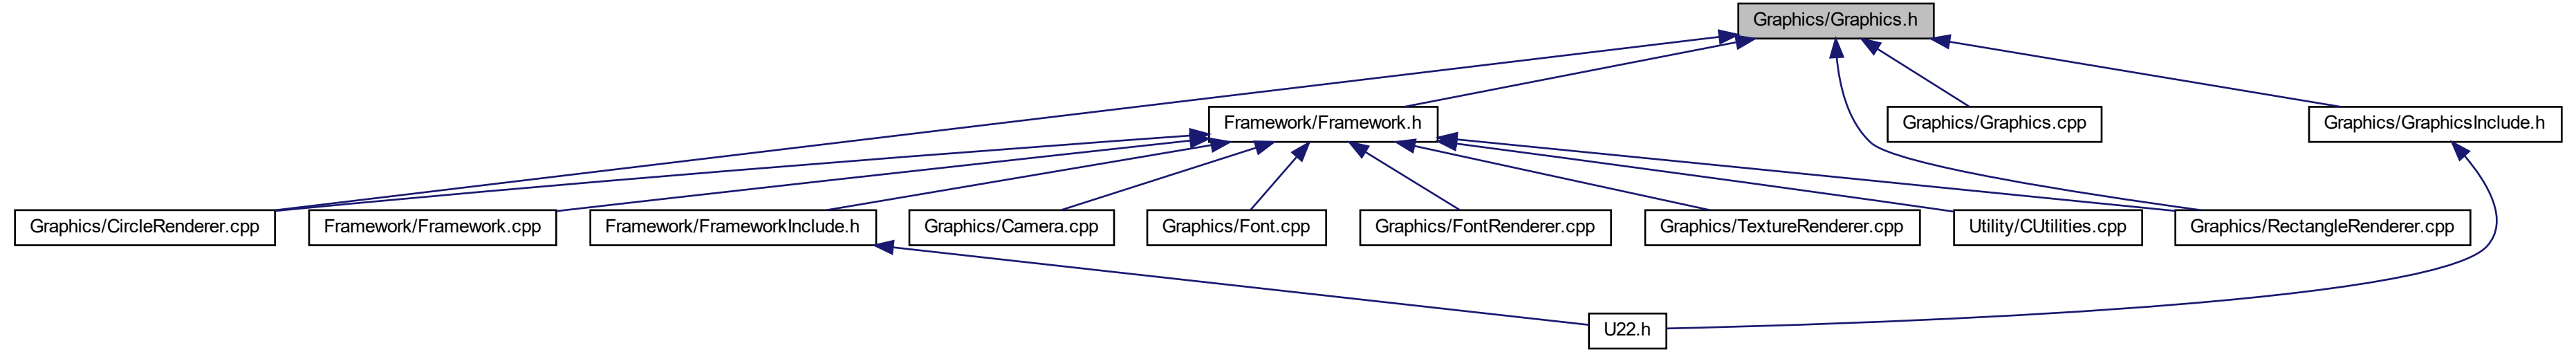 Graphics/Graphics.h
Framework/Framework.h
Graphics/Graphics.cpp
Graphics/GraphicsInclude.h
Graphics/CircleRenderer.cpp
Framework/Framework.cpp
Framework/FrameworkInclude.h
Graphics/Camera.cpp
Graphics/Font.cpp
Graphics/FontRenderer.cpp
Graphics/TextureRenderer.cpp
Utility/CUtilities.cpp
Graphics/RectangleRenderer.cpp
U22.h